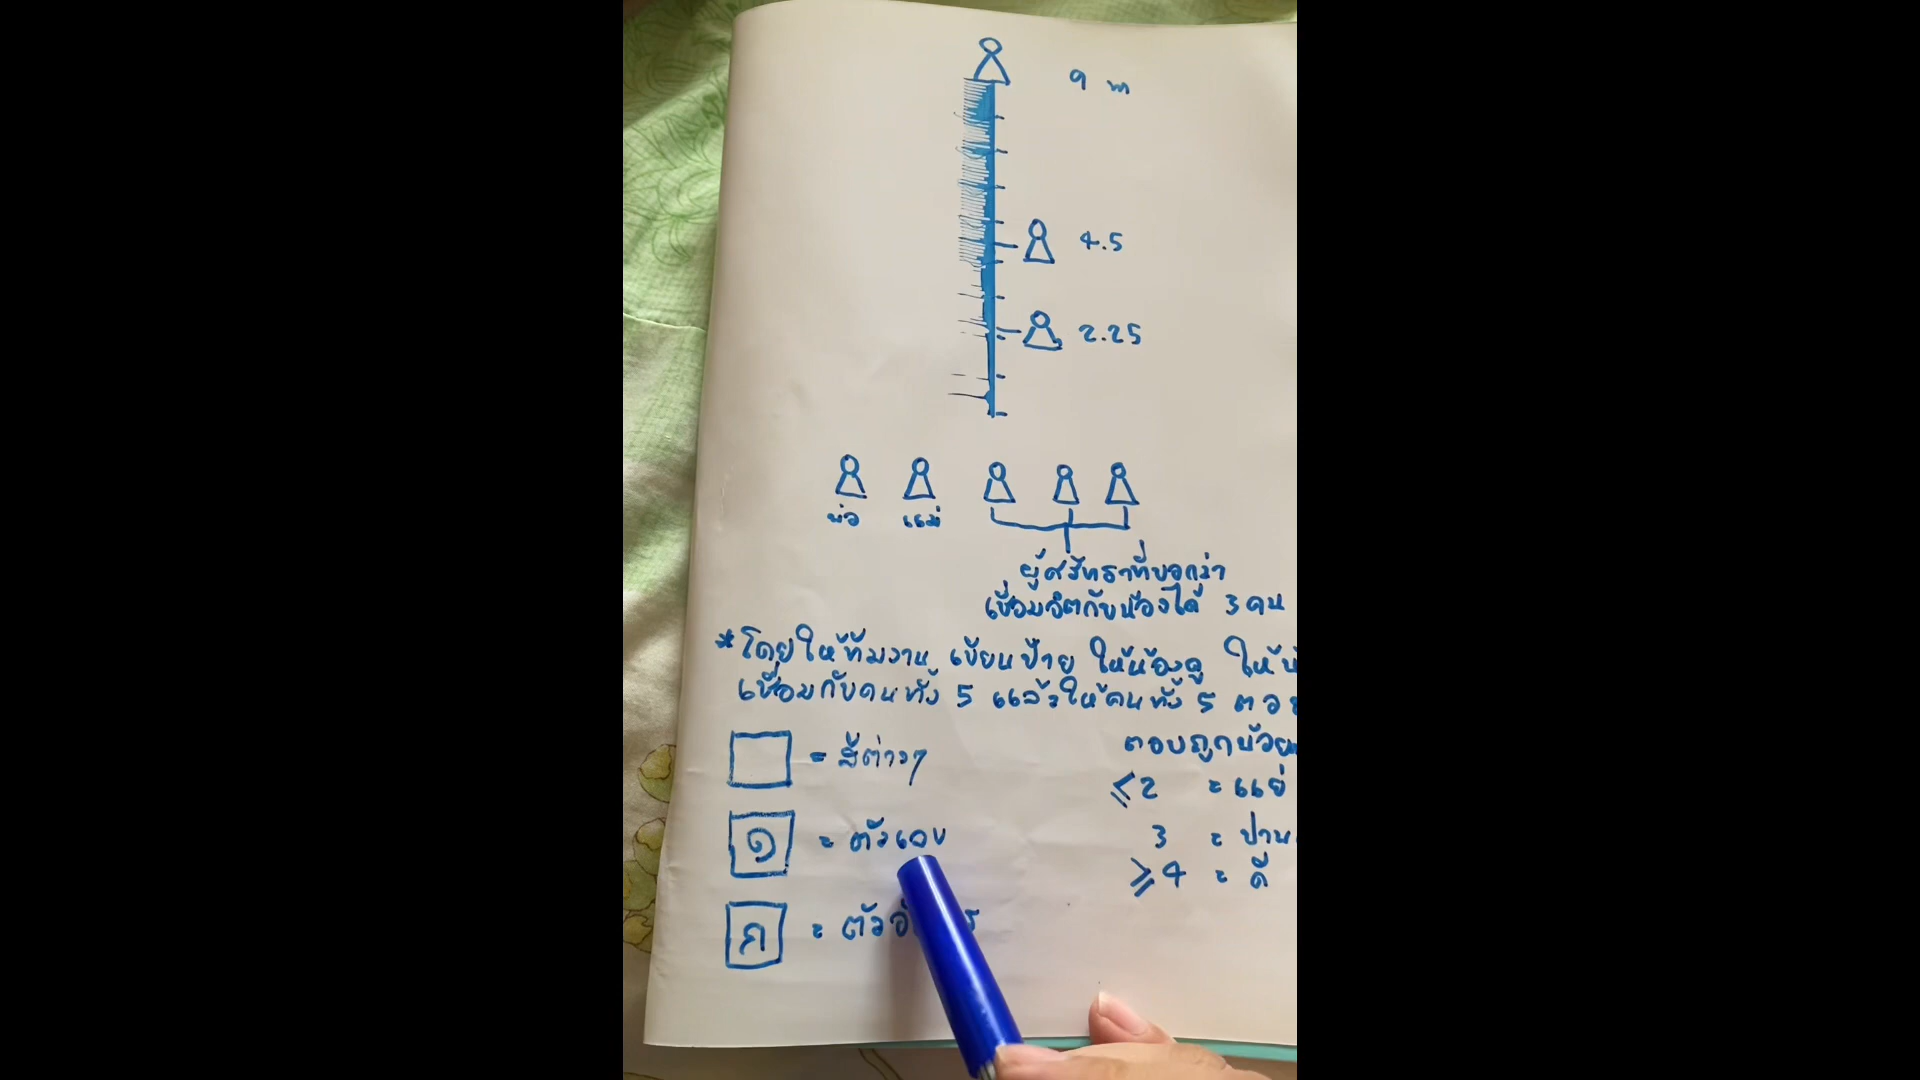 9 m
4.5
2.25
พ่อ แม่
ผู้ศรัทธาที่บอกว่า
เชื่อมจิตกับน้องได้ 3 คน
*โดยให้ทีมงาน เขียนป้าย ให้น้องดู ให้
เชื่อมกับคนทั้ง 5 แล้วให้คนทั้ง 5 ตอ
= สีต่างๆ
๑ = ตัวเลข
ภ =
ตอบถูกน้อย
≤2 = แย่
3 = ปาน
≥4 = ดี